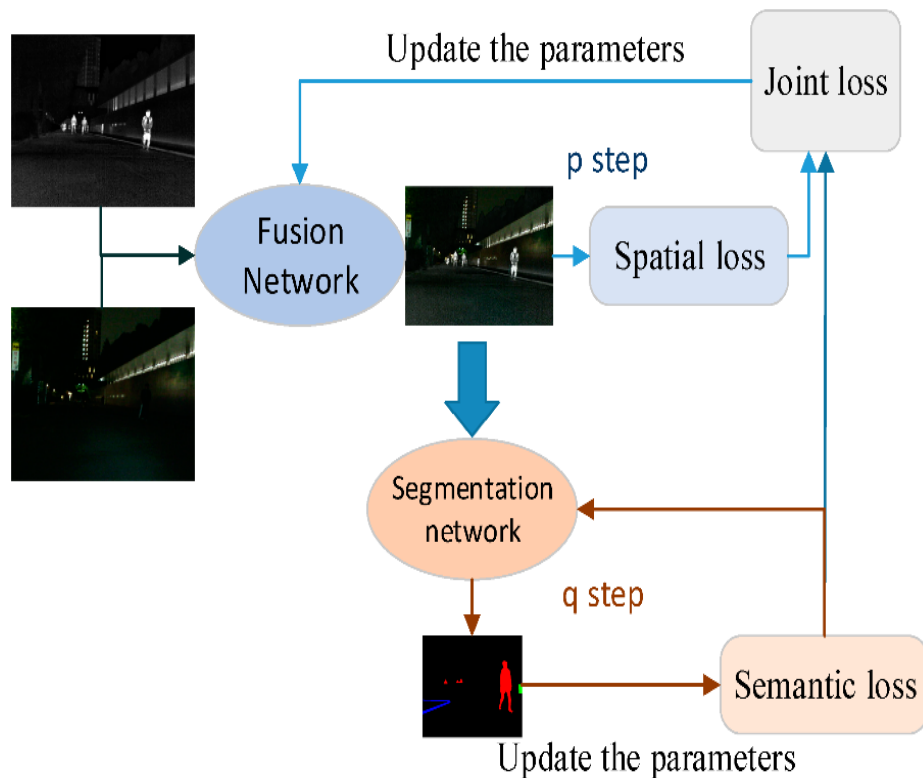 Update the parameters
Joint loss
p step
Fusion
Network
Spatial loss
Segmentation
network
q step
Semantic loss
Update the parameters